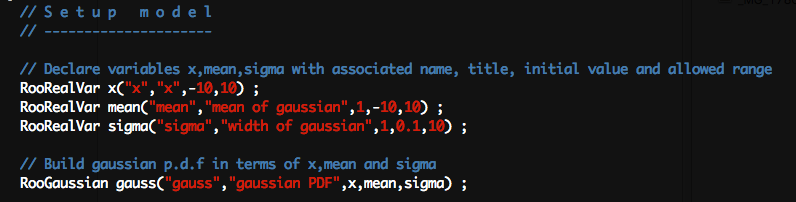 // S e t u p   m o d e l
// ---------------------
// Declare variables x,mean,sigma with associated name, title, initial value and allowed range
RooRealVar x("x","x",-10,10) ;
RooRealVar mean("mean","mean of gaussian",1,-10,10) ;
RooRealVar sigma("sigma","width of gaussian",1,0.1,10) ;
// Build gaussian p.d.f in terms of x,mean and sigma
RooGaussian gauss("gauss","gaussian PDF",x,mean,sigma) ;